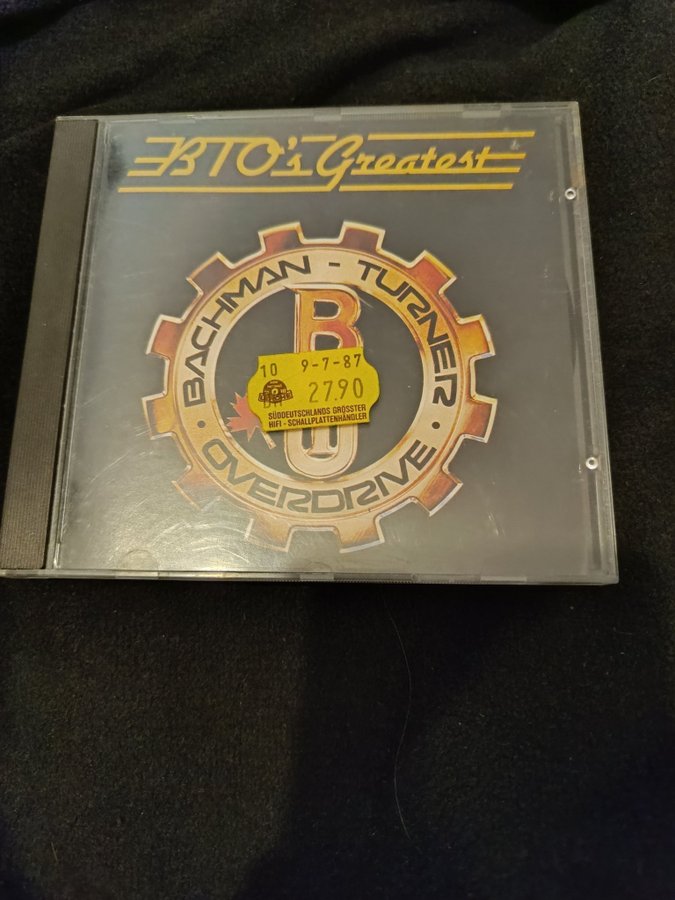 BTO's Greatest
BACHMAN - TURNER
B
10 9-7-87
27.90
SÜDDEUTSCHLANDS GRÖSSTER
HIFI - SCHALLPLATTENHÄNDLER
· OVERDRIVE ·